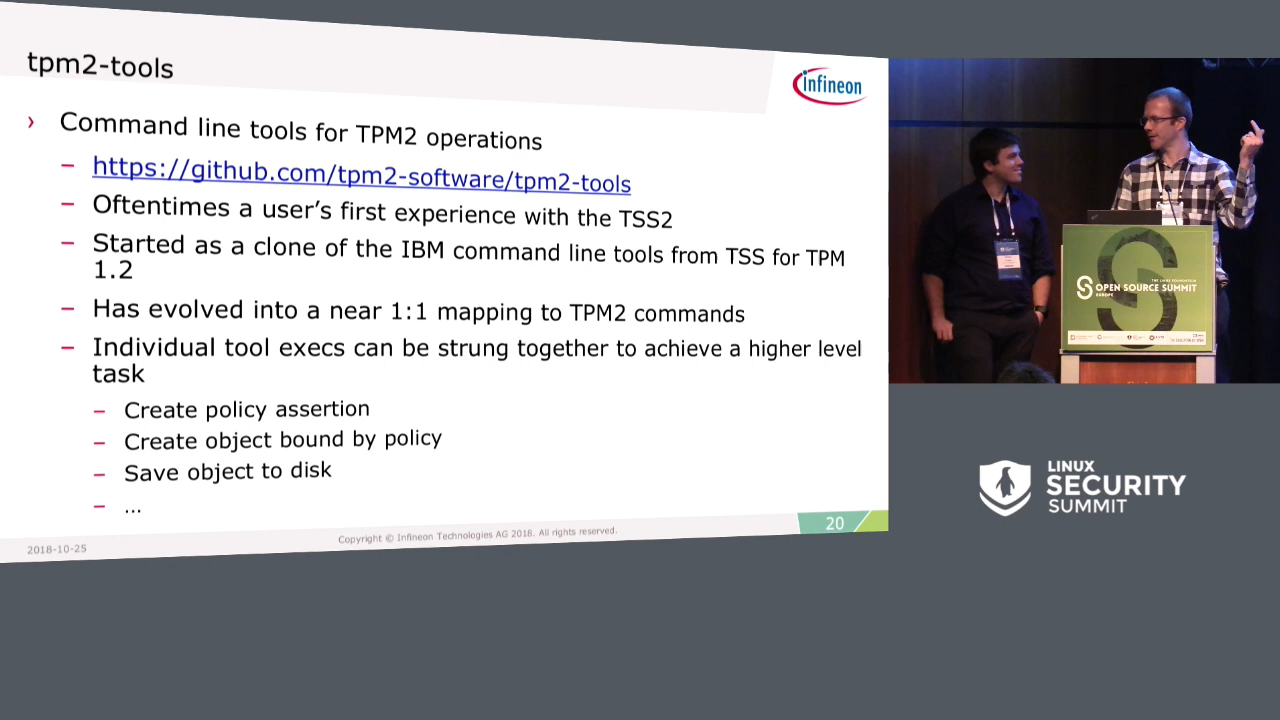 tpm2-tools
infineon
› Command line tools for TPM2 operations
– https://github.com/tpm2-software/tpm2-tools
– Oftentimes a user's first experience with the TSS2
– Started as a clone of the IBM command line tools from TSS for TPM
1.2
– Has evolved into a near 1:1 mapping to TPM2 commands
– Individual tool execs can be strung together to achieve a higher level
task
– Create policy assertion
– Create object bound by policy
– Save object to disk
– ...
2018-10-25
Copyright © Infineon Technologies AG 2018. All rights reserved.
20
THE LINUX FOUNDATION
OPEN SOURCE SUMMIT
EUROPE
LINUX
SECURITY
SUMMIT